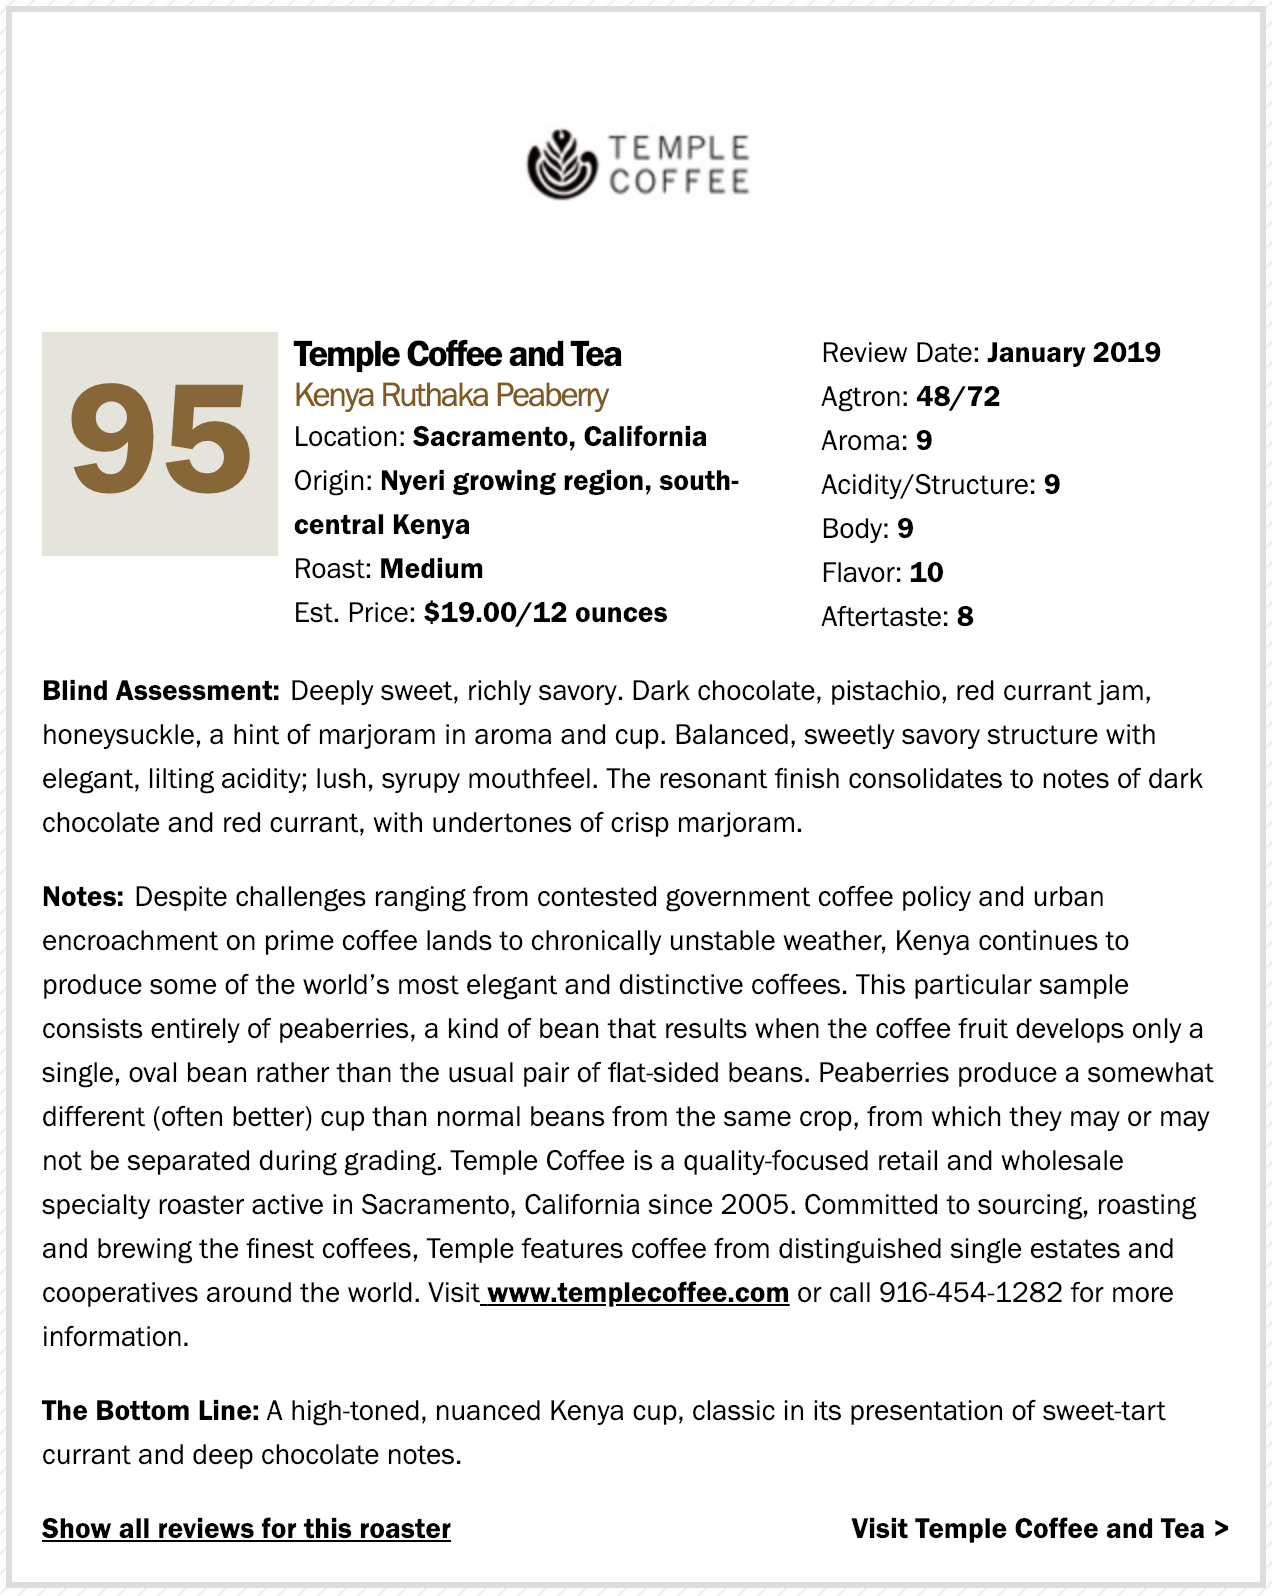 TEMPLE
COFFEE
95
Temple Coffee and Tea
Kenya Ruthaka Peaberry
Location: Sacramento, California
Origin: Nyeri growing region, south-
central Kenya
Roast: Medium
Est. Price: $19.00/12 ounces
Review Date: January 2019
Agtron: 48/72
Aroma: 9
Acidity/Structure: 9
Body: 9
Flavor: 10
Aftertaste: 8
Blind Assessment: Deeply sweet, richly savory. Dark chocolate, pistachio, red currant jam,
honeysuckle, a hint of marjoram in aroma and cup. Balanced, sweetly savory structure with
elegant, lilting acidity; lush, syrupy mouthfeel. The resonant finish consolidates to notes of dark
chocolate and red currant, with undertones of crisp marjoram.
Notes: Despite challenges ranging from contested government coffee policy and urban
encroachment on prime coffee lands to chronically unstable weather, Kenya continues to
produce some of the world’s most elegant and distinctive coffees. This particular sample
consists entirely of peaberries, a kind of bean that results when the coffee fruit develops only a
single, oval bean rather than the usual pair of flat-sided beans. Peaberries produce a somewhat
different (often better) cup than normal beans from the same crop, from which they may or may
not be separated during grading. Temple Coffee is a quality-focused retail and wholesale
specialty roaster active in Sacramento, California since 2005. Committed to sourcing, roasting
and brewing the finest coffees, Temple features coffee from distinguished single estates and
cooperatives around the world. Visit www.templecoffee.com or call 916-454-1282 for more
information.
The Bottom Line: A high-toned, nuanced Kenya cup, classic in its presentation of sweet-tart
currant and deep chocolate notes.
Show all reviews for this roaster
Visit Temple Coffee and Tea >